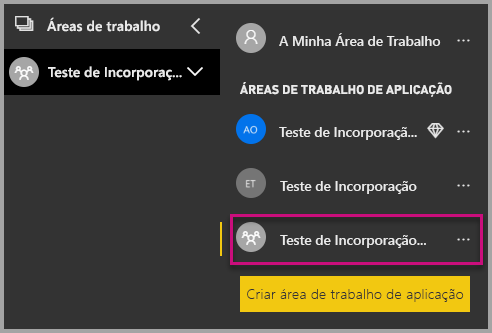 Áreas de trabalho
Teste de Incorporaç...
A Minha Área de Trabalho ...
ÁREAS DE TRABALHO DE APLICAÇÃO
AO Teste de Incorporaçã... ...
ET Teste de Incorporação ...
Teste de Incorporação... ...
Criar área de trabalho de aplicação